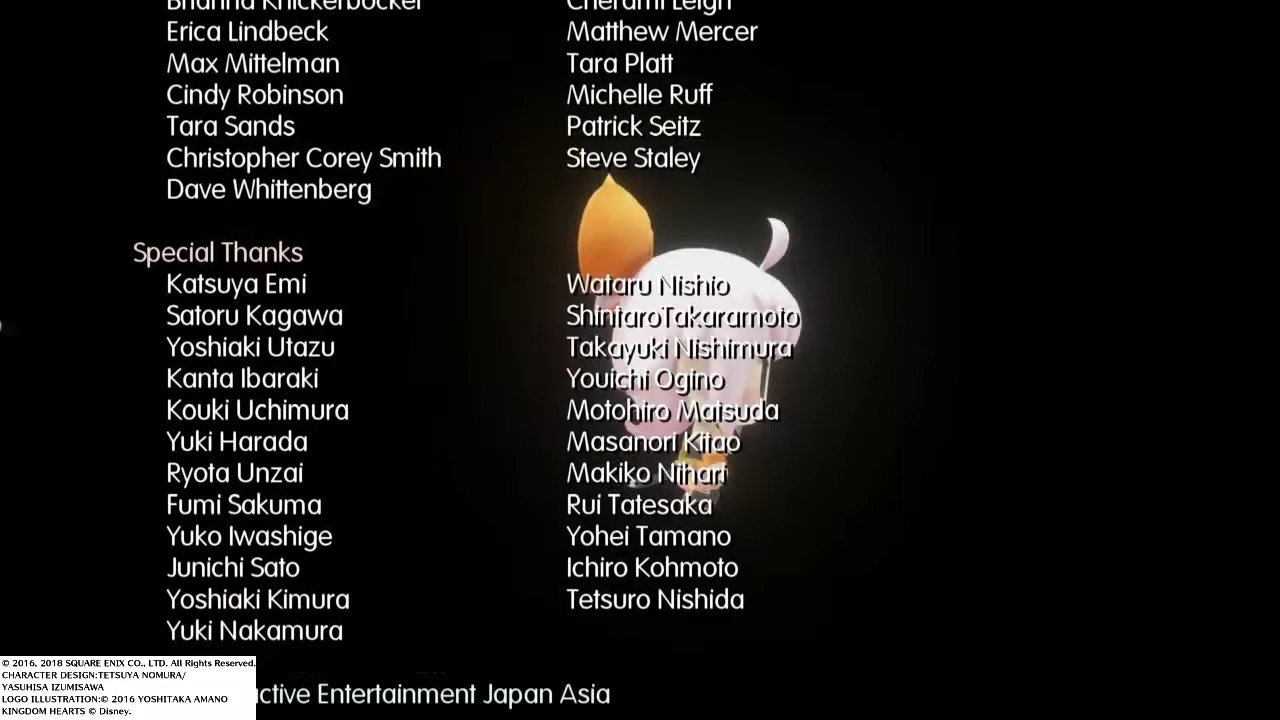 Brianna Knickerbocker
Cherami Leigh
Erica Lindbeck
Matthew Mercer
Max Mittelman
Tara Platt
Cindy Robinson
Michelle Ruff
Tara Sands
Patrick Seitz
Christopher Corey Smith
Steve Staley
Dave Whittenberg
Special Thanks
Katsuya Emi
Wataru Nishio
Satoru Kagawa
ShintaroTakaramoto
Yoshiaki Utazu
Takayuki Nishimura
Kanta Ibaraki
Youichi Ogino
Kouki Uchimura
Motohiro Matsuda
Yuki Harada
Masanori Kitao
Ryota Unzai
Makiko Nihari
Fumi Sakuma
Rui Tatesaka
Yuko Iwashige
Yohei Tamano
Junichi Sato
Ichiro Kohmoto
Yoshiaki Kimura
Tetsuro Nishida
Yuki Nakamura
active Entertainment Japan Asia
© 2016, 2018 SQUARE ENIX CO., LTD. All Rights Reserved.
CHARACTER DESIGN:TETSUYA NOMURA/
YASUHISA IZUMISAWA
LOGO ILLUSTRATION:© 2016 YOSHITAKA AMANO
KINGDOM HEARTS © Disney.